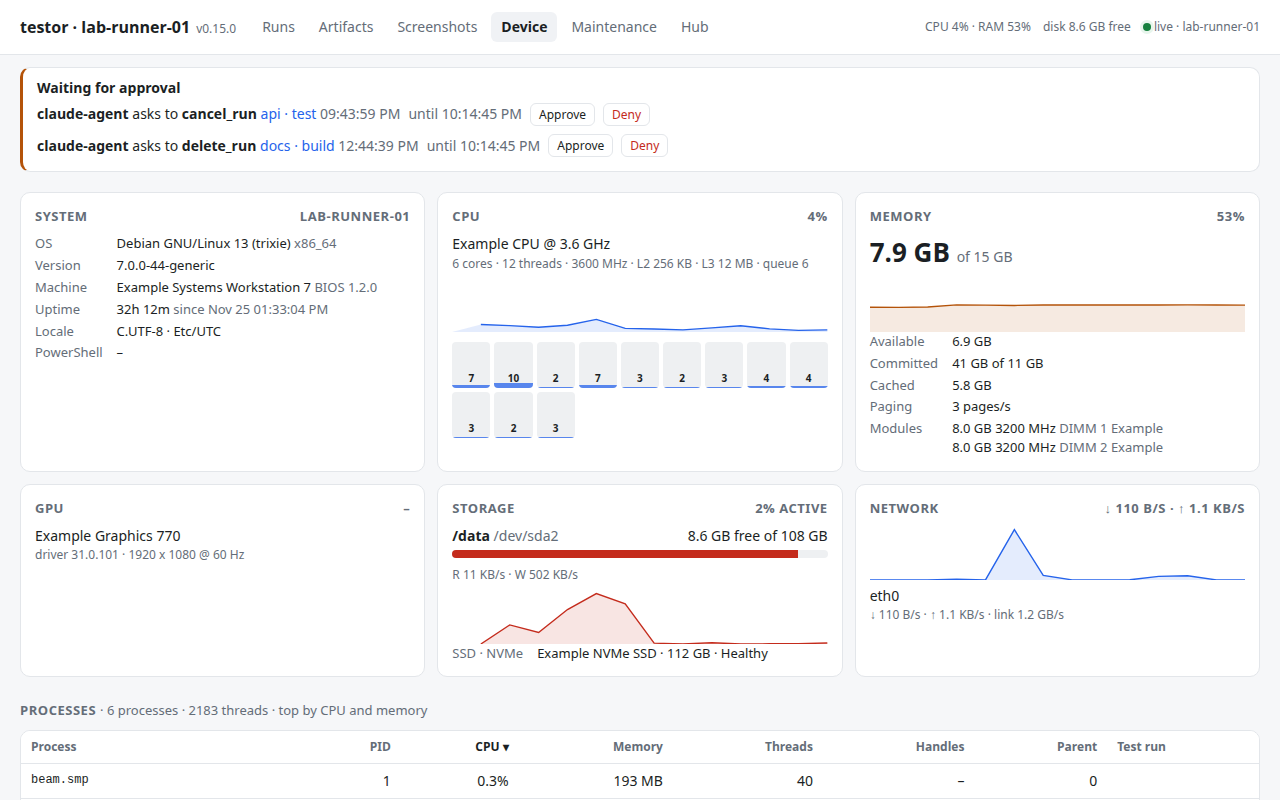 testor · lab-runner-01 v0.15.0 Runs Artifacts Screenshots Device Maintenance Hub CPU 4% · RAM 53% disk 8.6 GB free live · lab-runner-01
Waiting for approval
claude-agent asks to cancel_run api · test 09:43:59 PM until 10:14:45 PM Approve Deny
claude-agent asks to delete_run docs · build 12:44:39 PM until 10:14:45 PM Approve Deny
SYSTEM LAB-RUNNER-01
OS Debian GNU/Linux 13 (trixie) x86_64
Version 7.0.0-44-generic
Machine Example Systems Workstation 7 BIOS 1.2.0
Uptime 32h 12m since Nov 25 01:33:04 PM
Locale C.UTF-8 · Etc/UTC
PowerShell –
CPU 4%
Example CPU @ 3.6 GHz
6 cores · 12 threads · 3600 MHz · L2 256 KB · L3 12 MB · queue 6
7 10 2 7 3 2 3 4 4
3 2 3
MEMORY 53%
7.9 GB of 15 GB
Available 6.9 GB
Committed 41 GB of 11 GB
Cached 5.8 GB
Paging 3 pages/s
Modules 8.0 GB 3200 MHz DIMM 1 Example
8.0 GB 3200 MHz DIMM 2 Example
GPU –
Example Graphics 770
driver 31.0.101 · 1920 x 1080 @ 60 Hz
STORAGE 2% ACTIVE
/data /dev/sda2 8.6 GB free of 108 GB
R 11 KB/s · W 502 KB/s
SSD · NVMe Example NVMe SSD · 112 GB · Healthy
NETWORK ↓ 110 B/S · ↑ 1.1 KB/S
eth0
↓ 110 B/s · ↑ 1.1 KB/s · link 1.2 GB/s
PROCESSES · 6 processes · 2183 threads · top by CPU and memory
Process PID CPU ▾ Memory Threads Handles Parent Test run
beam.smp 1 0.3% 193 MB 40 – 0